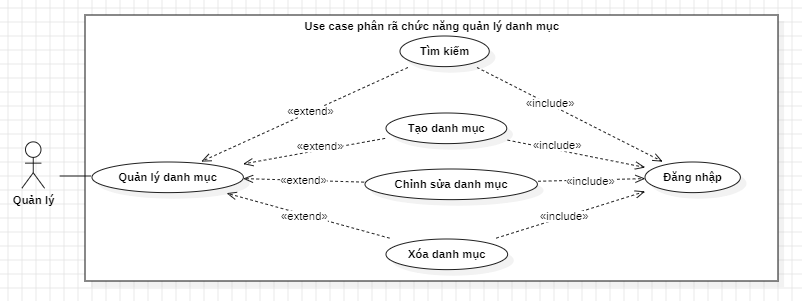 Use case phân rã chức năng quản lý danh mục
Tìm kiếm
«extend»
«include»
Tạo danh mục
«extend»
«include»
Quản lý danh mục
«extend»
Chỉnh sửa danh mục
«include»
Đăng nhập
Quản lý
«extend»
«include»
Xóa danh mục